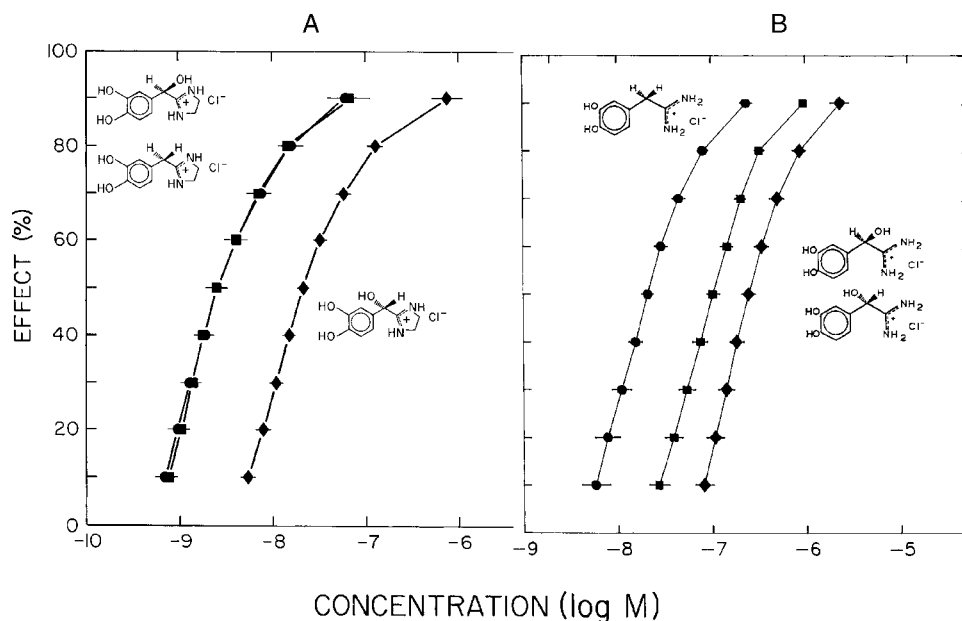 A
B
EFFECT (%)
100
80
60
40
20
0
-10
-9
-8
-7
-6
-9
-8
-7
-6
-5
CONCENTRATION (log M)
H OH
HO
HO
NH
HN
+
Cl⁻
H H
HO
HO
NH
HN
+
Cl⁻
HO H
HO
HO
NH
HN
+
Cl⁻
H H
HO
HO
NH₂
NH₂
+
Cl⁻
H OH
HO
HO
NH₂
NH₂
+
Cl⁻
HO H
HO
HO
NH₂
NH₂
+
Cl⁻